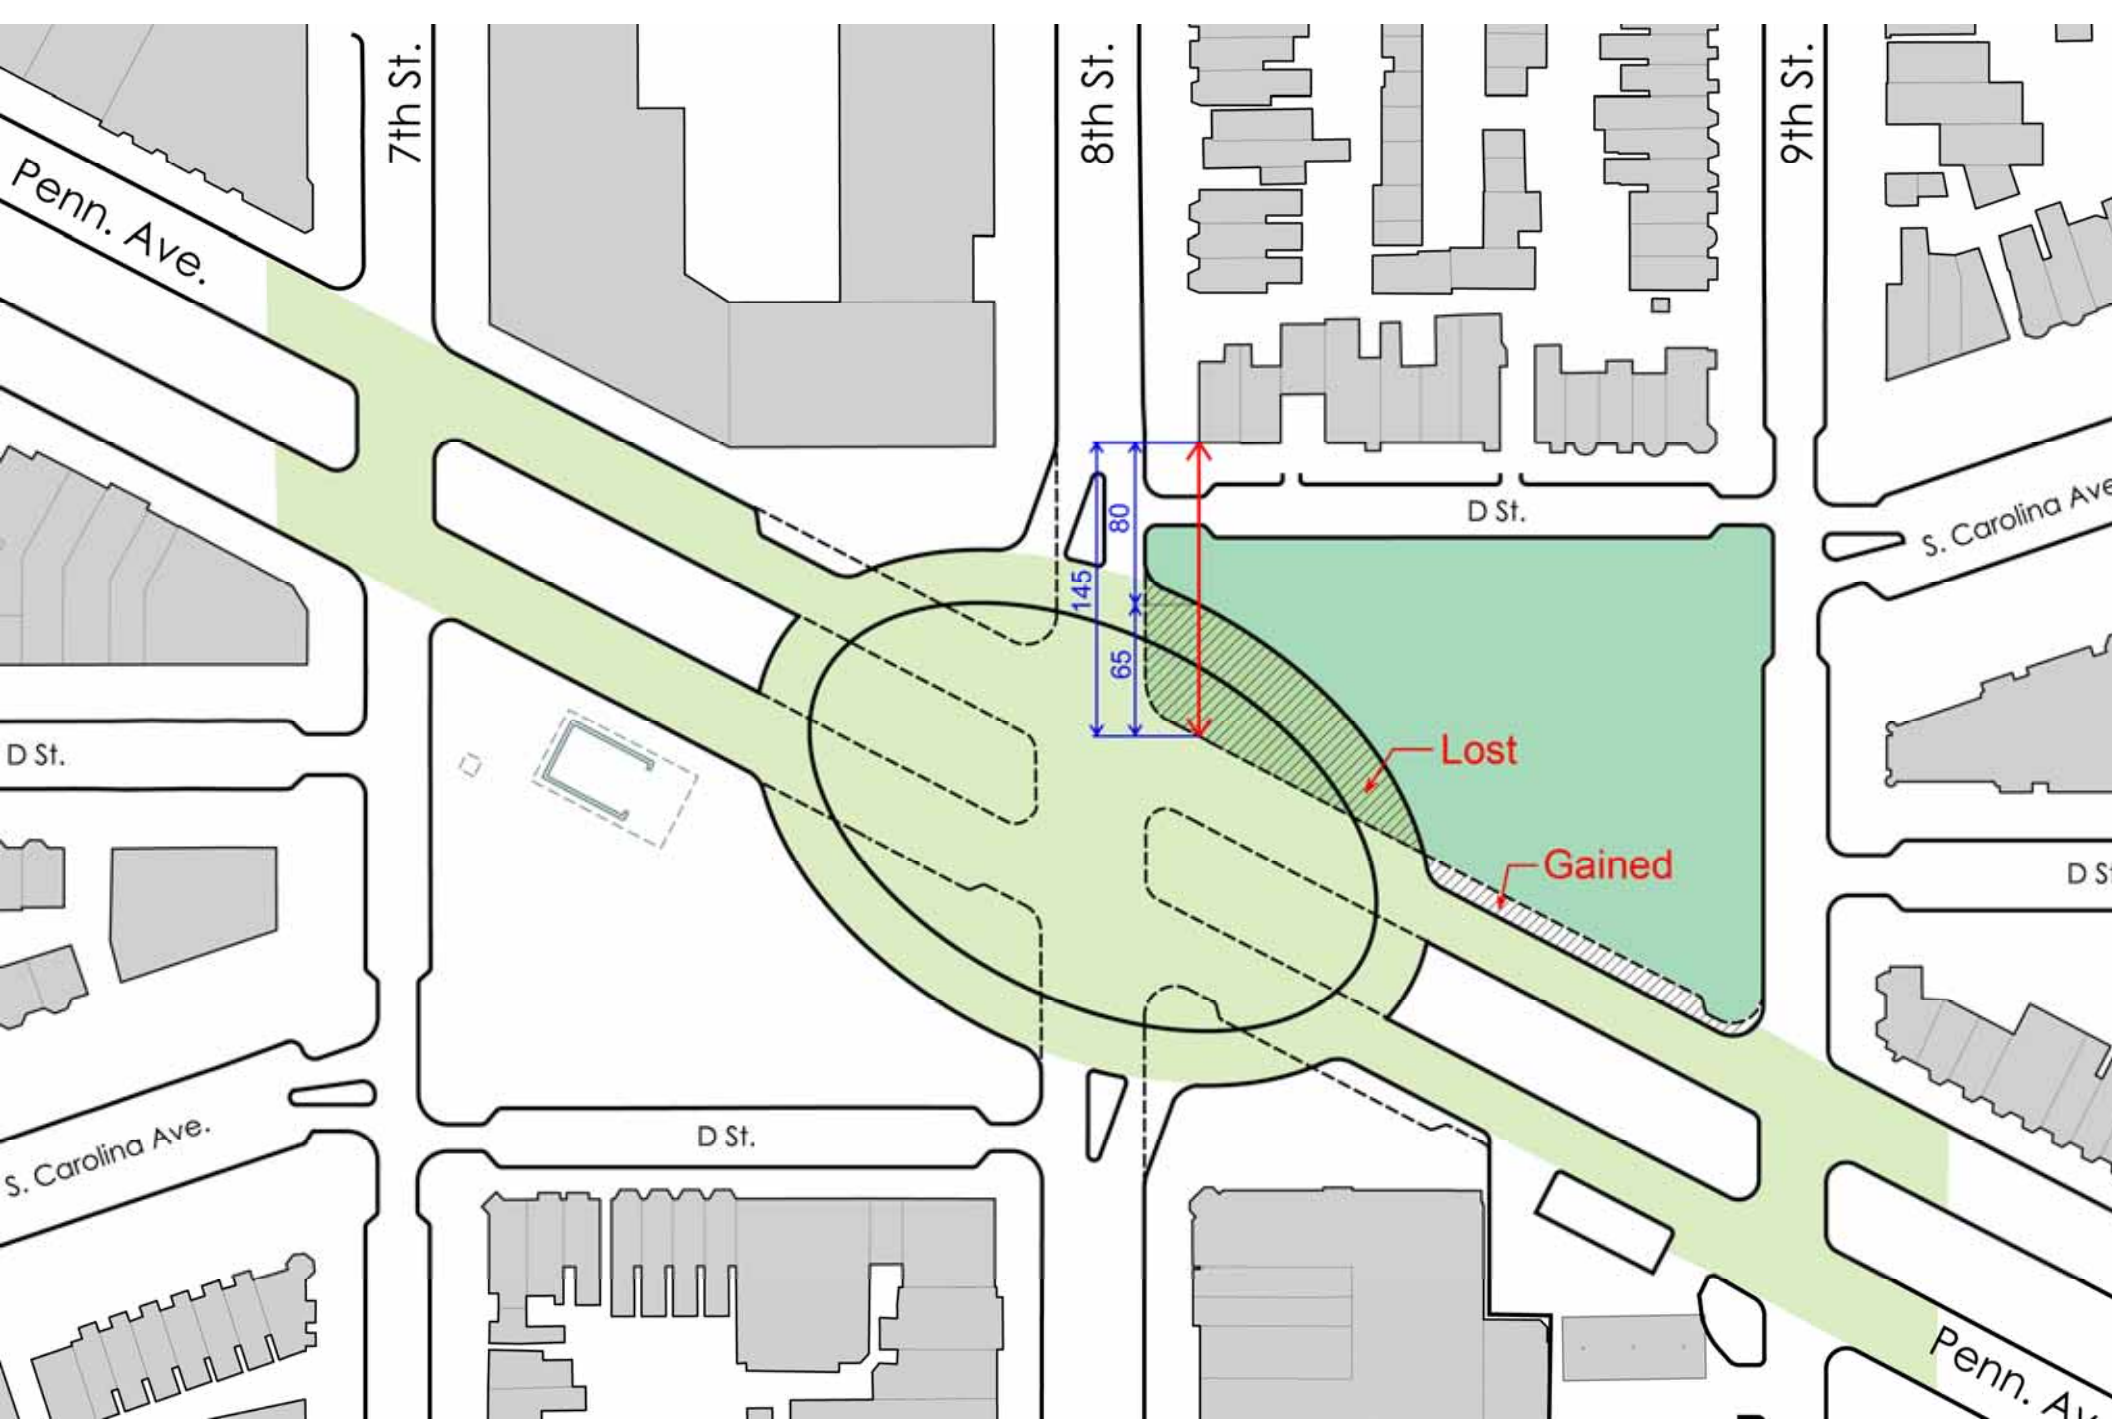 7th St.
8th St.
9th St.
Penn. Ave.
D St.
S. Carolina Ave
80
145
65
Lost
Gained
D St.
D St
S. Carolina Ave.
D St.
Penn. Av